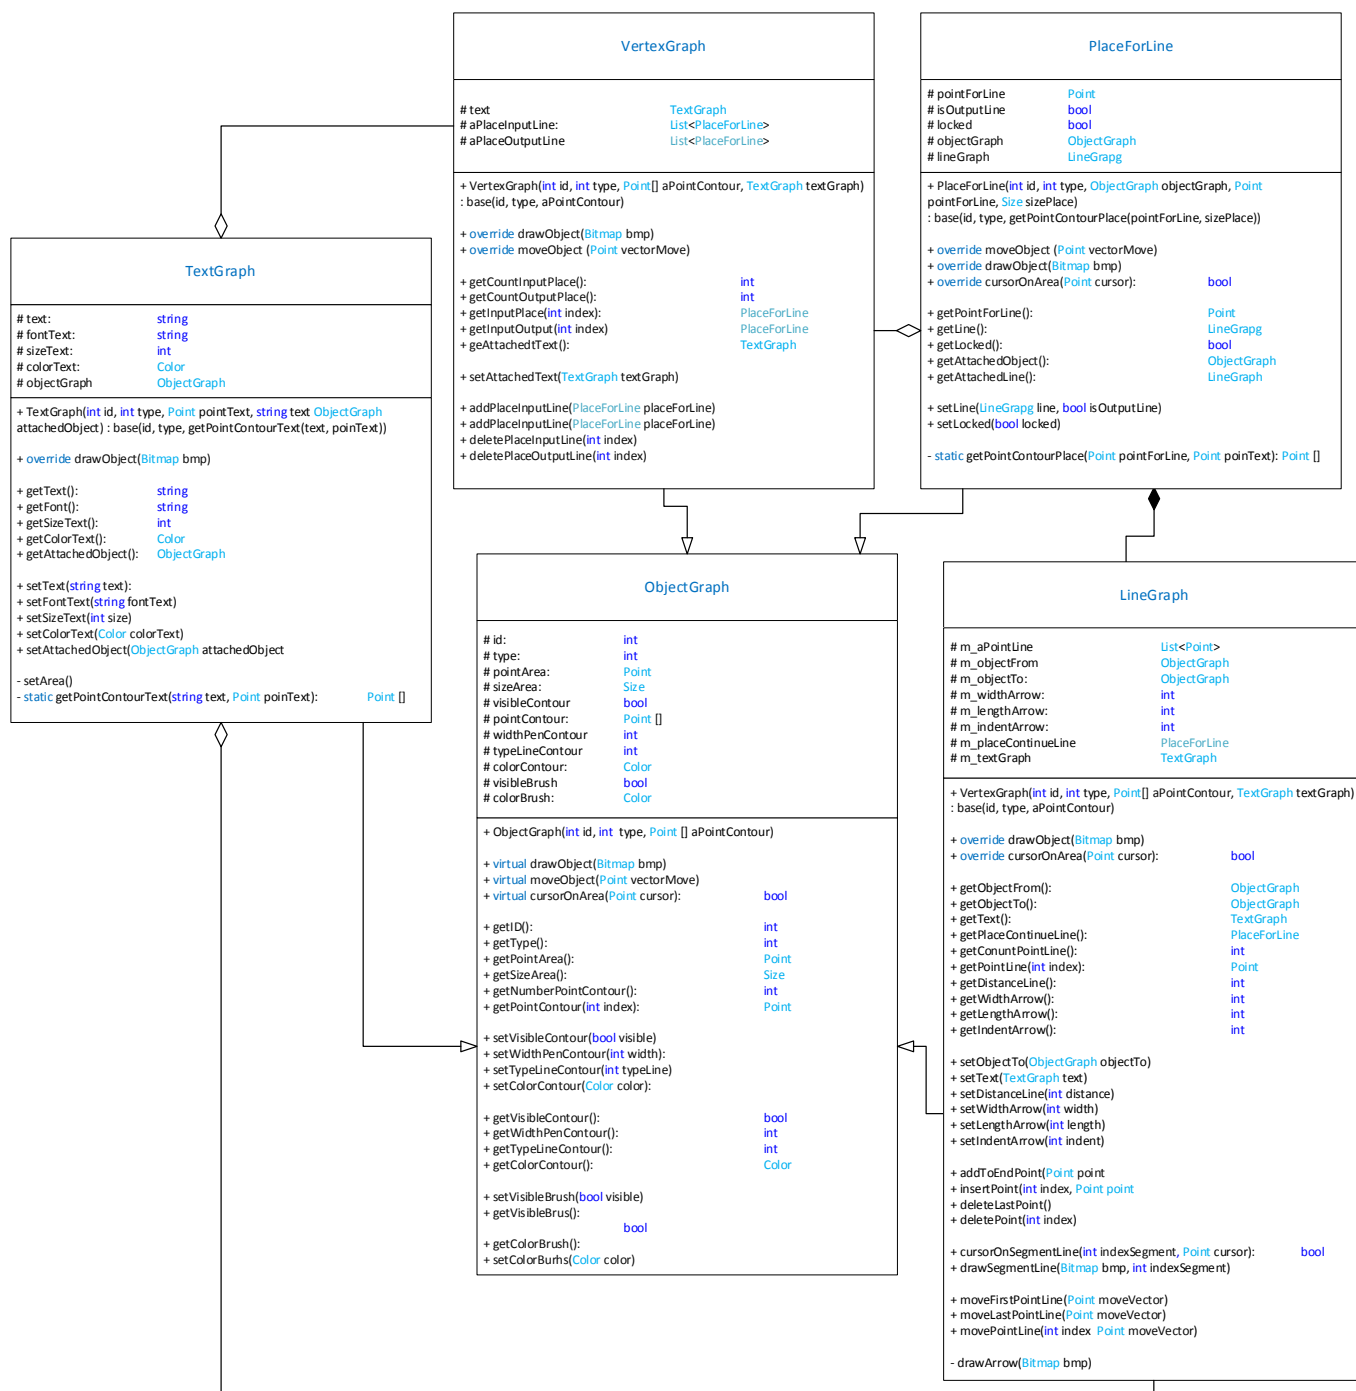 VertexGraph
# text TextGraph
# aPlaceInputLine: List<PlaceForLine>
# aPlaceOutputLine List<PlaceForLine>
+ VertexGraph(int id, int type, Point[] aPointContour, TextGraph textGraph)
: base(id, type, aPointContour)
+ override drawObject(Bitmap bmp)
+ override moveObject (Point vectorMove)
+ getCountInputPlace(): int
+ getCountOutputPlace(): int
+ getInputPlace(int index): PlaceForLine
+ getInputOutput(int index) PlaceForLine
+ geAttachedtText(): TextGraph
+ setAttachedText(TextGraph textGraph)
+ addPlaceInputLine(PlaceForLine placeForLine)
+ addPlaceInputLine(PlaceForLine placeForLine)
+ deletePlaceInputLine(int index)
+ deletePlaceOutputLine(int index)
PlaceForLine
# pointForLine Point
# isOutputLine bool
# locked bool
# objectGraph ObjectGraph
# lineGraph LineGrapg
+ PlaceForLine(int id, int type, ObjectGraph objectGraph, Point
pointForLine, Size sizePlace)
: base(id, type, getPointContourPlace(pointForLine, sizePlace))
+ override moveObject (Point vectorMove)
+ override drawObject(Bitmap bmp)
+ override cursorOnArea(Point cursor): bool
+ getPointForLine(): Point
+ getLine(): LineGrapg
+ getLocked(): bool
+ getAttachedObject(): ObjectGraph
+ getAttachedLine(): LineGraph
+ setLine(LineGrapg line, bool isOutputLine)
+ setLocked(bool locked)
- static getPointContourPlace(Point pointForLine, Point poinText): Point []
TextGraph
# text: string
# fontText: string
# sizeText: int
# colorText: Color
# objectGraph ObjectGraph
+ TextGraph(int id, int type, Point pointText, string text ObjectGraph
attachedObject) : base(id, type, getPointContourText(text, poinText))
+ override drawObject(Bitmap bmp)
+ getText(): string
+ getFont(): string
+ getSizeText(): int
+ getColorText(): Color
+ getAttachedObject(): ObjectGraph
+ setText(string text):
+ setFontText(string fontText)
+ setSizeText(int size)
+ setColorText(Color colorText)
+ setAttachedObject(ObjectGraph attachedObject
- setArea()
- static getPointContourText(string text, Point poinText): Point []
ObjectGraph
# id: int
# type: int
# pointArea: Point
# sizeArea: Size
# visibleContour bool
# pointContour: Point []
# widthPenContour int
# typeLineContour int
# colorContour: Color
# visibleBrush bool
# colorBrush: Color
+ ObjectGraph(int id, int type, Point [] aPointContour)
+ virtual drawObject(Bitmap bmp)
+ virtual moveObject(Point vectorMove)
+ virtual cursorOnArea(Point cursor): bool
+ getID(): int
+ getType(): int
+ getPointArea(): Point
+ getSizeArea(): Size
+ getNumberPointContour(): int
+ getPointContour(int index): Point
+ setVisibleContour(bool visible)
+ setWidthPenContour(int width):
+ setTypeLineContour(int typeLine)
+ setColorContour(Color color):
+ getVisibleContour(): bool
+ getWidthPenContour(): int
+ getTypeLineContour(): int
+ getColorContour(): Color
+ setVisibleBrush(bool visible)
+ getVisibleBrus():
bool
+ getColorBrush():
+ setColorBurhs(Color color)
LineGraph
# m_aPointLine List<Point>
# m_objectFrom ObjectGraph
# m_objectTo: ObjectGraph
# m_widthArrow: int
# m_lengthArrow: int
# m_indentArrow: int
# m_placeContinueLine PlaceForLine
# m_textGraph TextGraph
+ VertexGraph(int id, int type, Point[] aPointContour, TextGraph textGraph)
: base(id, type, aPointContour)
+ override drawObject(Bitmap bmp)
+ override cursorOnArea(Point cursor): bool
+ getObjectFrom(): ObjectGraph
+ getObjectTo(): ObjectGraph
+ getText(): TextGraph
+ getPlaceContinueLine(): PlaceForLine
+ getConuntPointLine(): int
+ getPointLine(int index): Point
+ getDistanceLine(): int
+ getWidthArrow(): int
+ getLengthArrow(): int
+ getIndentArrow(): int
+ setObjectTo(ObjectGraph objectTo)
+ setText(TextGraph text)
+ setDistanceLine(int distance)
+ setWidthArrow(int width)
+ setLengthArrow(int length)
+ setIndentArrow(int indent)
+ addToEndPoint(Point point
+ insertPoint(int index, Point point
+ deleteLastPoint()
+ deletePoint(int index)
+ cursorOnSegmentLine(int indexSegment, Point cursor): bool
+ drawSegmentLine(Bitmap bmp, int indexSegment)
+ moveFirstPointLine(Point moveVector)
+ moveLastPointLine(Point moveVector)
+ movePointLine(int index Point moveVector)
- drawArrow(Bitmap bmp)